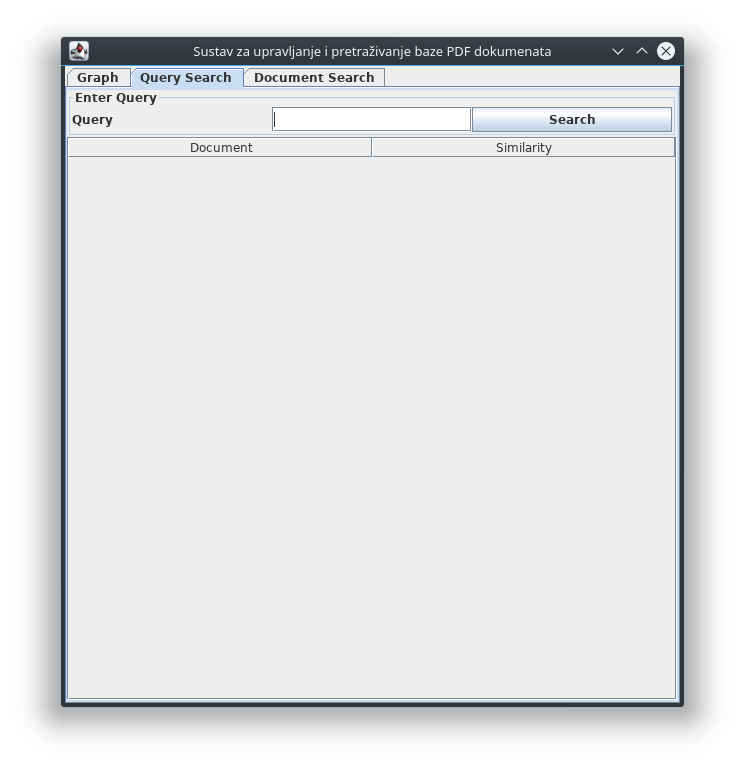 Sustav za upravljanje i pretraživanje baze PDF dokumenata
Graph Query Search Document Search
Enter Query
Query Search
Document Similarity